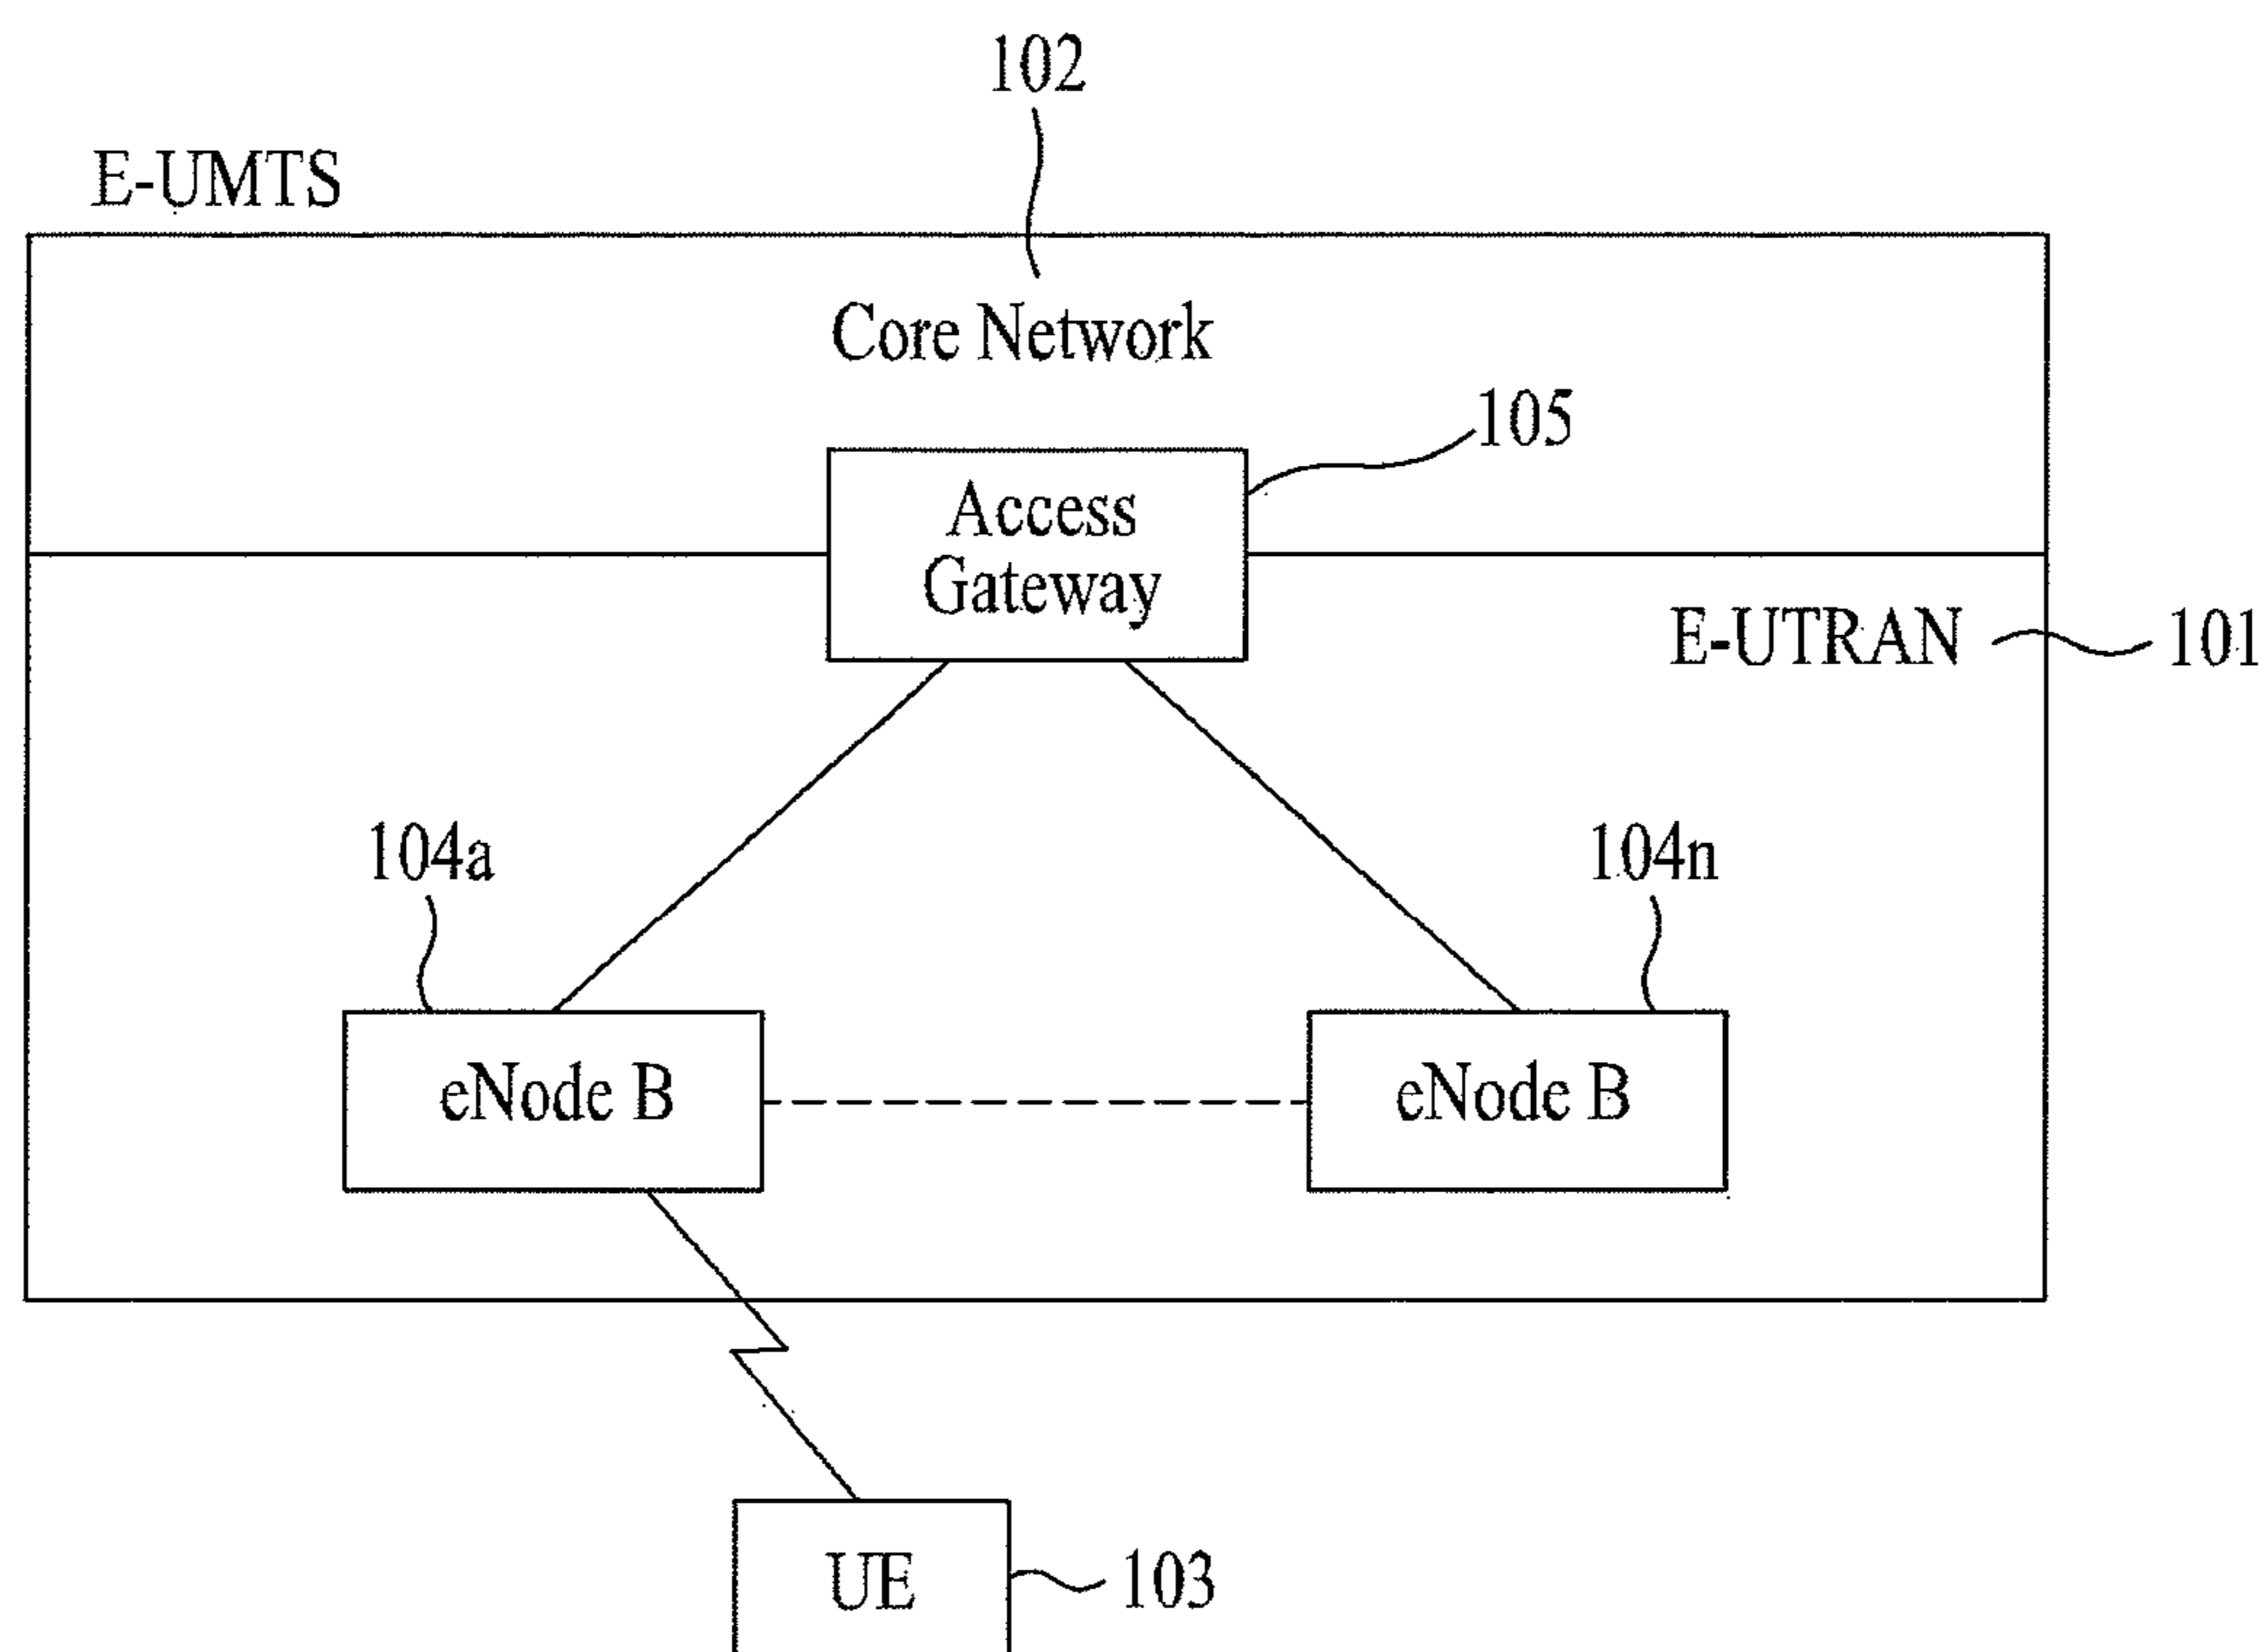 102
E-UMTS
Core Network
105
Access
Gateway
E-UTRAN
101
104a
104n
eNode B
eNode B
UE
103